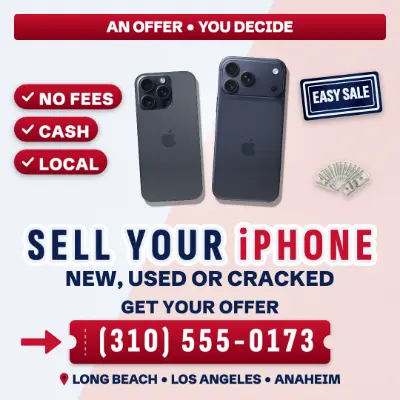 AN OFFER • YOU DECIDE
NO FEES
CASH
LOCAL
EASY SALE
SELL YOUR iPHONE
NEW, USED OR CRACKED
GET YOUR OFFER
(310) 555-0173
LONG BEACH • LOS ANGELES • ANAHEIM